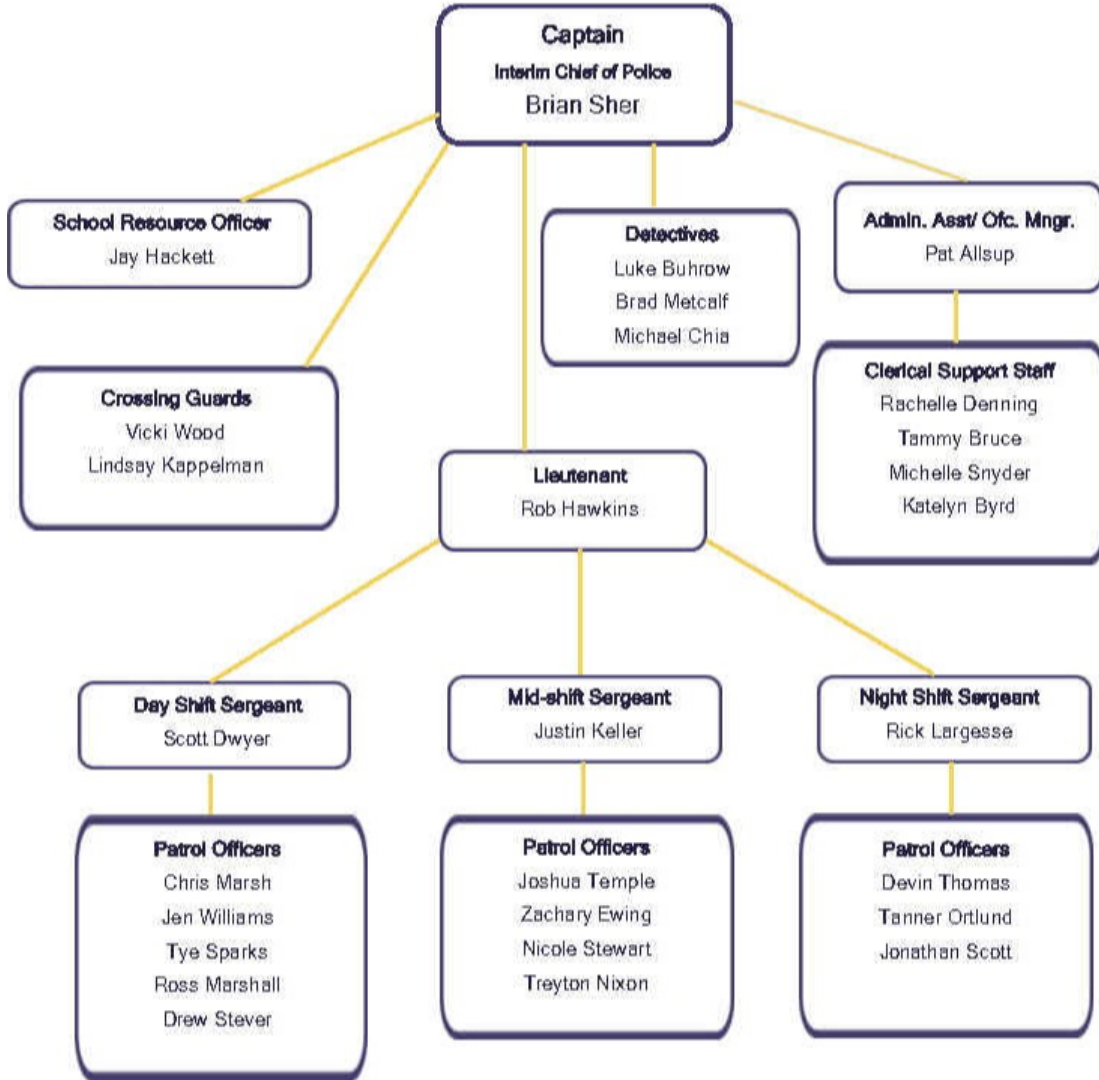 Captain
Interim Chief of Police
Brian Sher
School Resource Officer
Jay Hackett
Detectives
Luke Buhrow
Brad Metcalf
Michael Chia
Admin. Asst/ Ofc. Mngr.
Pat Allsup
Crossing Guards
Vicki Wood
Lindsay Kappelman
Clerical Support Staff
Rachelle Denning
Tammy Bruce
Michelle Snyder
Katelyn Byrd
Lieutenant
Rob Hawkins
Day Shift Sergeant
Scott Dwyer
Mid-shift Sergeant
Justin Keller
Night Shift Sergeant
Rick Largesse
Patrol Officers
Chris Marsh
Jen Williams
Tye Sparks
Ross Marshall
Drew Stever
Patrol Officers
Joshua Temple
Zachary Ewing
Nicole Stewart
Treyton Nixon
Patrol Officers
Devin Thomas
Tanner Ortlund
Jonathan Scott